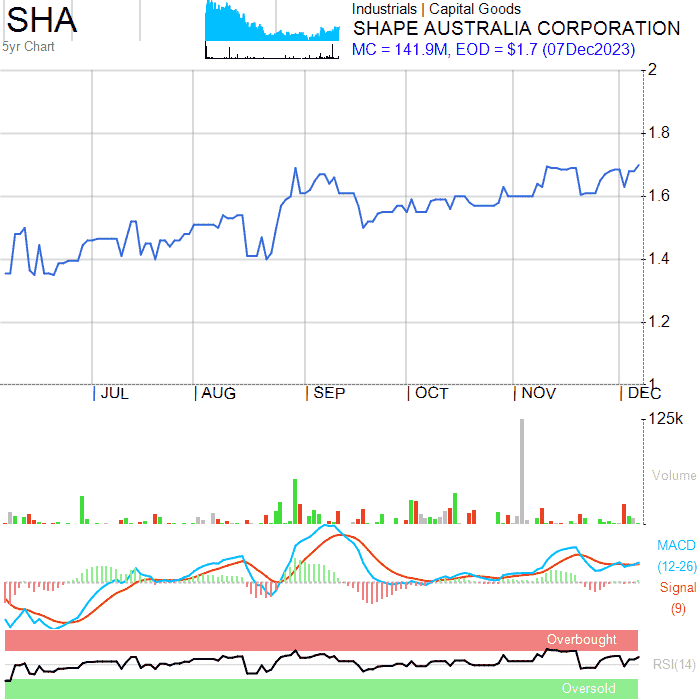 SHA
5yr Chart
Industrials | Capital Goods
SHAPE AUSTRALIA CORPORATION
MC = 141.9M, EOD = $1.7 (07Dec2023)
2
1.8
1.6
1.4
1.2
1
JUL AUG SEP OCT NOV DEC
125k
Volume
MACD
(12-26)
Signal
(9)
Overbought
RSI(14)
Oversold